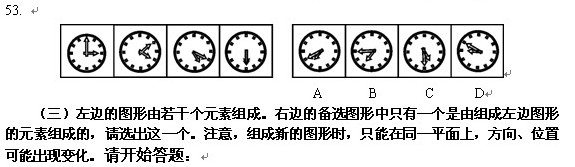 53.
A B C D
(三)左边的图形由若干个元素组成。右边的备选图形中只有一个是由组成左边图形
的元素组成的,请选出这一个。注意,组成新的图形时,只能在同一平面上,方向、位置
可能出现变化。请开始答题: